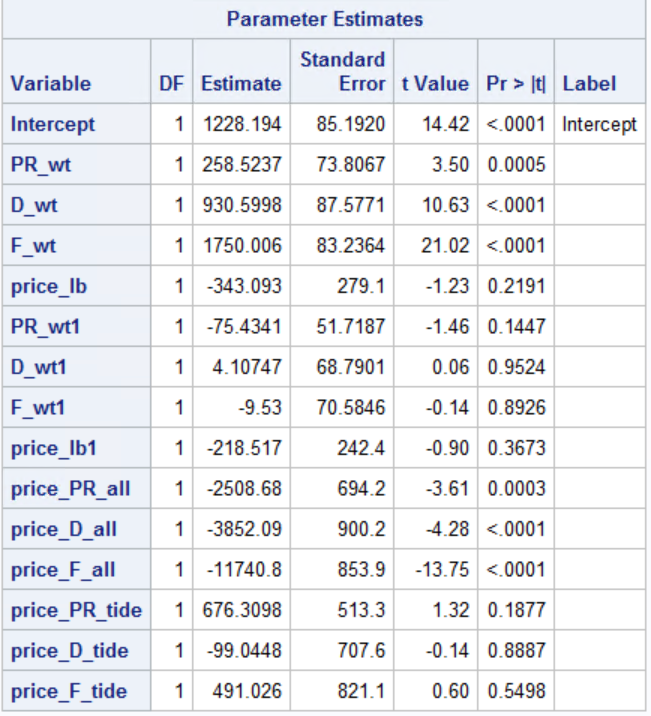 Parameter Estimates
Variable DF Estimate Standard Error t Value Pr > |t| Label
Intercept 1 1228.194 85.1920 14.42 <.0001 Intercept
PR_wt 1 258.5237 73.8067 3.50 0.0005
D_wt 1 930.5998 87.5771 10.63 <.0001
F_wt 1 1750.006 83.2364 21.02 <.0001
price_lb 1 -343.093 279.1 -1.23 0.2191
PR_wt1 1 -75.4341 51.7187 -1.46 0.1447
D_wt1 1 4.10747 68.7901 0.06 0.9524
F_wt1 1 -9.53 70.5846 -0.14 0.8926
price_lb1 1 -218.517 242.4 -0.90 0.3673
price_PR_all 1 -2508.68 694.2 -3.61 0.0003
price_D_all 1 -3852.09 900.2 -4.28 <.0001
price_F_all 1 -11740.8 853.9 -13.75 <.0001
price_PR_tide 1 676.3098 513.3 1.32 0.1877
price_D_tide 1 -99.0448 707.6 -0.14 0.8887
price_F_tide 1 491.026 821.1 0.60 0.5498